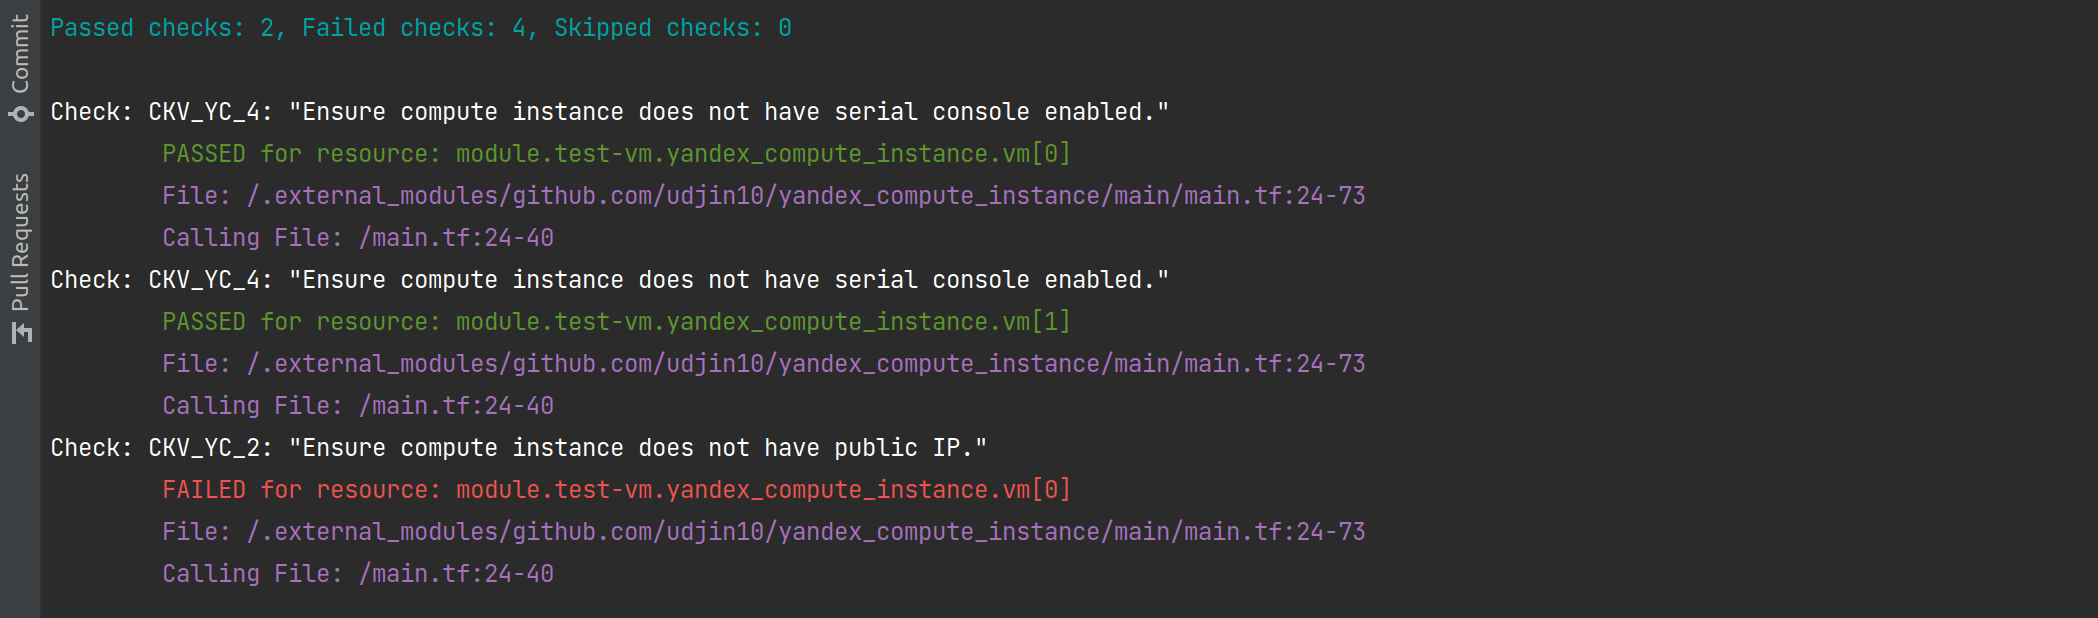 Commit
Pull Requests
Passed checks: 2, Failed checks: 4, Skipped checks: 0
Check: CKV_YC_4: "Ensure compute instance does not have serial console enabled."
PASSED for resource: module.test-vm.yandex_compute_instance.vm[0]
File: /.external_modules/github.com/udjin10/yandex_compute_instance/main/main.tf:24-73
Calling File: /main.tf:24-40
Check: CKV_YC_4: "Ensure compute instance does not have serial console enabled."
PASSED for resource: module.test-vm.yandex_compute_instance.vm[1]
File: /.external_modules/github.com/udjin10/yandex_compute_instance/main/main.tf:24-73
Calling File: /main.tf:24-40
Check: CKV_YC_2: "Ensure compute instance does not have public IP."
FAILED for resource: module.test-vm.yandex_compute_instance.vm[0]
File: /.external_modules/github.com/udjin10/yandex_compute_instance/main/main.tf:24-73
Calling File: /main.tf:24-40